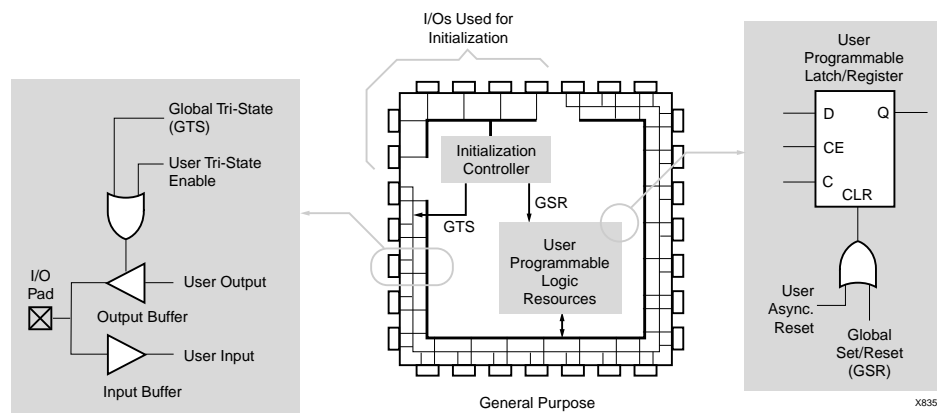 I/Os Used for
Initialization
Global Tri-State
(GTS)
User Tri-State
Enable
I/O
Pad
User Output
Output Buffer
User Input
Input Buffer
Initialization
Controller
GTS
GSR
User
Programmable
Logic
Resources
General Purpose
User
Programmable
Latch/Register
D
Q
CE
C
CLR
User
Async.
Reset
Global
Set/Reset
(GSR)
X835